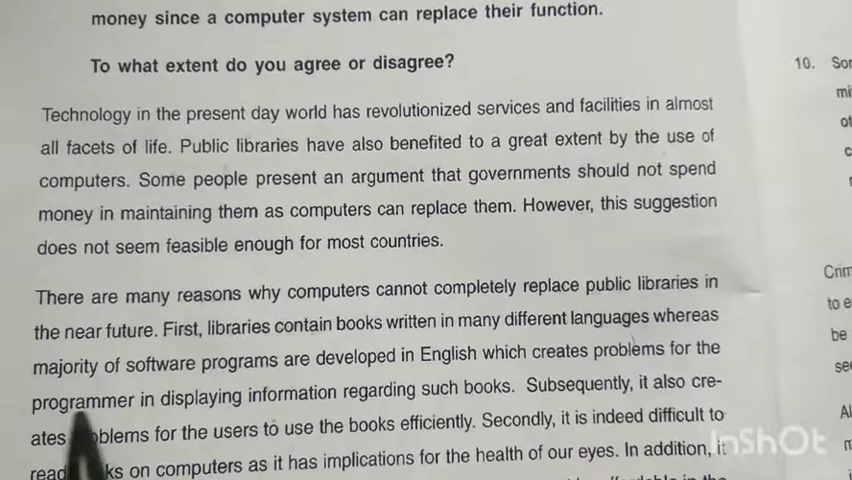 money since a computer system can replace their function.
To what extent do you agree or disagree?
Technology in the present day world has revolutionized services and facilities in almost
all facets of life. Public libraries have also benefited to a great extent by the use of
computers. Some people present an argument that governments should not spend
money in maintaining them as computers can replace them. However, this suggestion
does not seem feasible enough for most countries.
There are many reasons why computers cannot completely replace public libraries in
the near future. First, libraries contain books written in many different languages whereas
majority of software programs are developed in English which creates problems for the
programmer in displaying information regarding such books. Subsequently, it also cre-
ates problems for the users to use the books efficiently. Secondly, it is indeed difficult to
read on computers as it has implications for the health of our eyes. In addition, it
10.
Crim
to e
be
InShOt